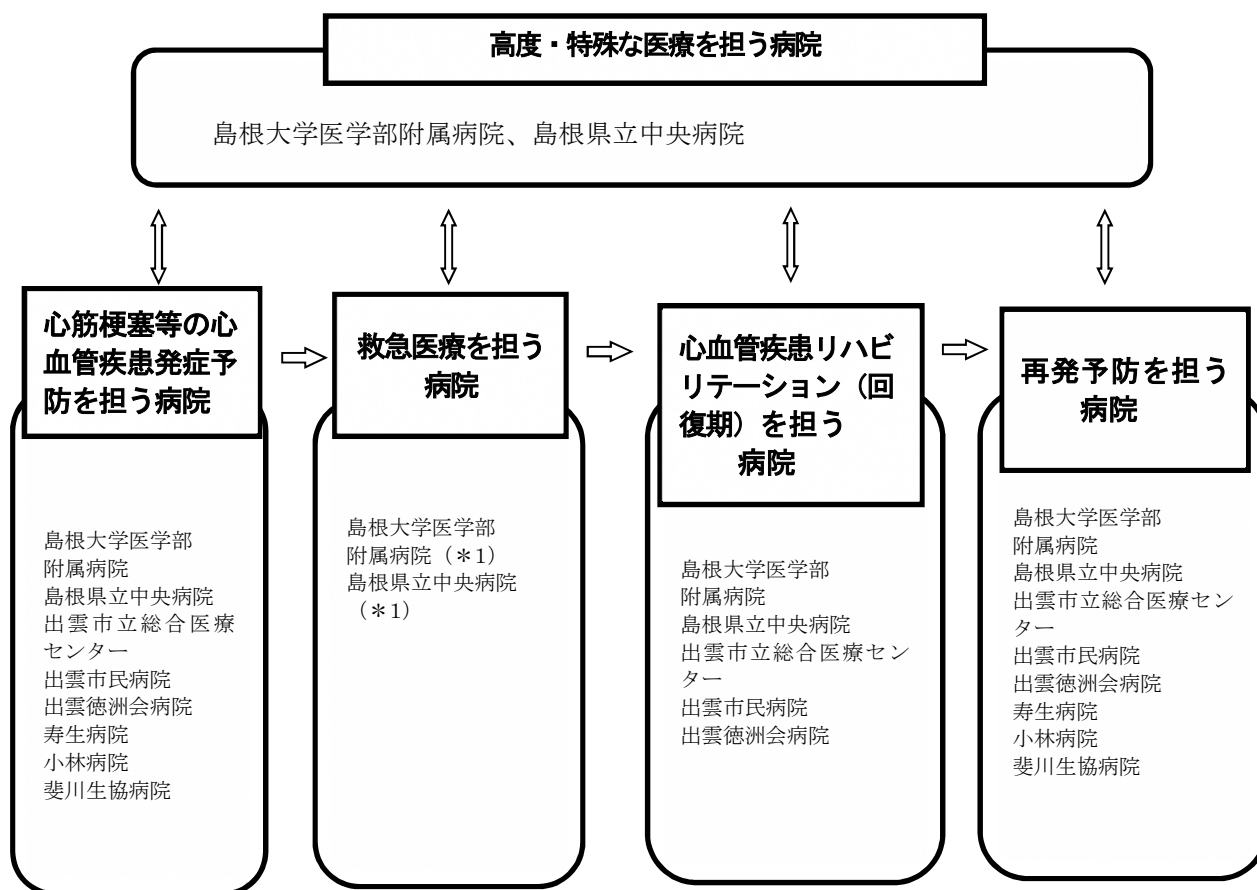 高度・特殊な医療を担う病院
島根大学医学部附属病院、島根県立中央病院
心筋梗塞等の心
血管疾患発症予
防を担う病院
島根大学医学部
附属病院
島根県立中央病院
出雲市立総合医療
センター
出雲市民病院
出雲徳洲会病院
寿生病院
小林病院
斐川生協病院
救急医療を担う
病院
島根大学医学部
附属病院(*1)
島根県立中央病院
(*1)
心血管疾患リハビ
リテーション(回
復期)を担う
病院
島根大学医学部
附属病院
島根県立中央病院
出雲市立総合医療セン
ター
出雲市民病院
出雲徳洲会病院
再発予防を担う
病院
島根大学医学部
附属病院
島根県立中央病院
出雲市立総合医療セン
ター
出雲市民病院
出雲徳洲会病院
寿生病院
小林病院
斐川生協病院